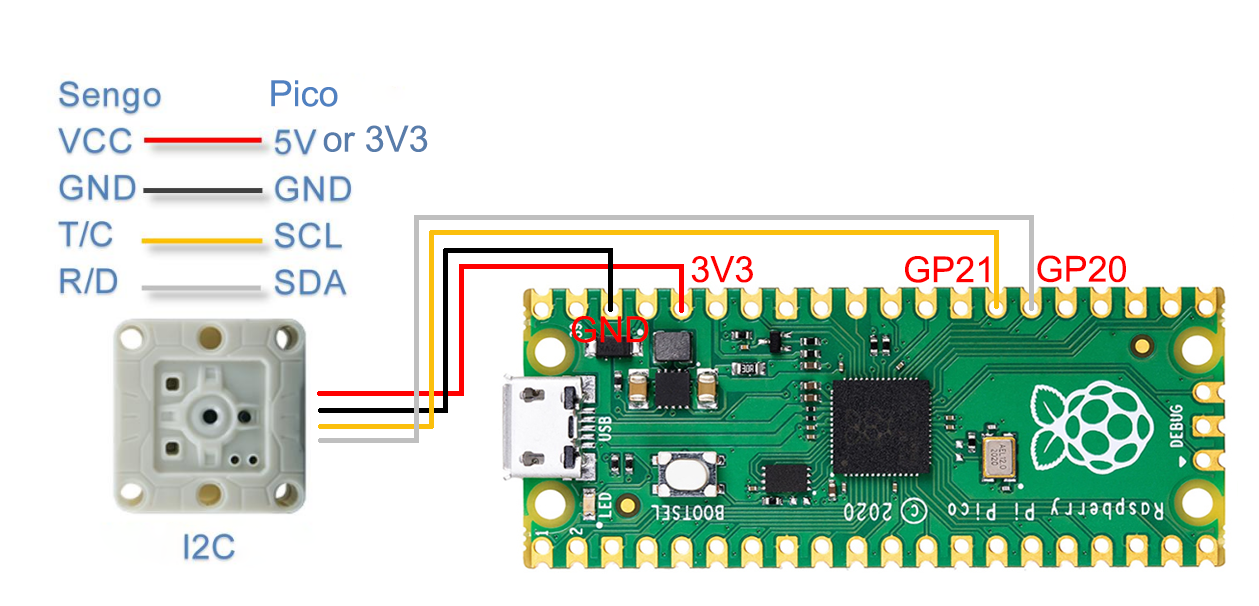 Sengo Pico
VCC 5V or 3V3
GND GND
T/C SCL
R/D SDA
I2C
3V3
GND
GP21
GP20
USB
DEBUG
LED
BOOTSEL
© 2020
Raspberry Pi Pico
1
2